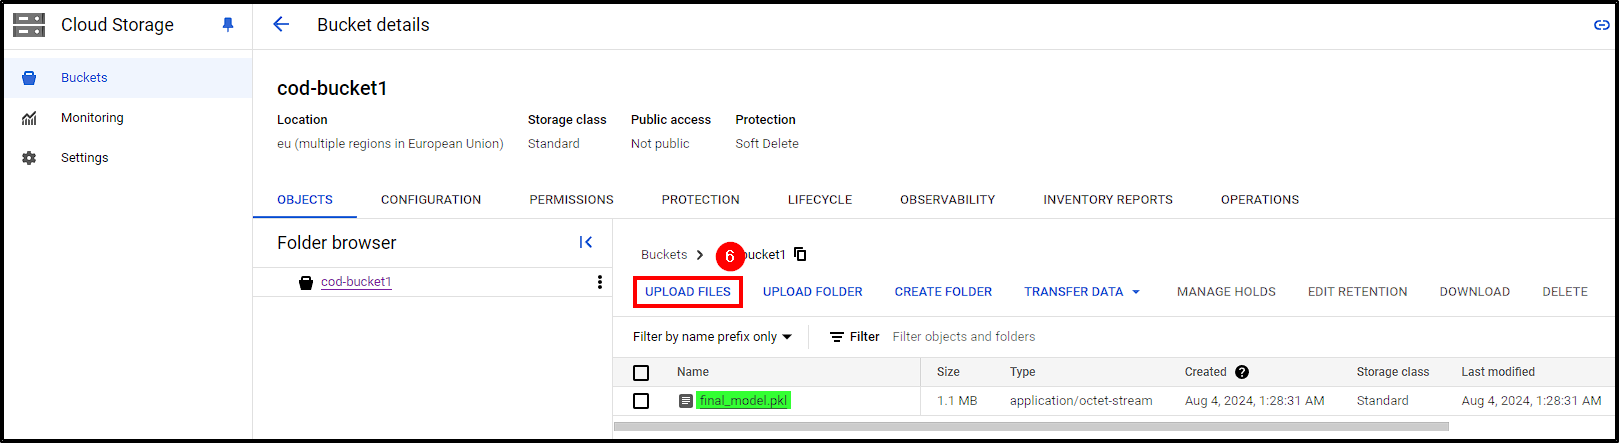 Cloud Storage
Bucket details
Buckets
Monitoring
Settings
cod-bucket1
Location Storage class Public access Protection
eu (multiple regions in European Union) Standard Not public Soft Delete
OBJECTS CONFIGURATION PERMISSIONS PROTECTION LIFECYCLE OBSERVABILITY INVENTORY REPORTS OPERATIONS
Folder browser
cod-bucket1
Buckets 6 bucket1
UPLOAD FILES UPLOAD FOLDER CREATE FOLDER TRANSFER DATA MANAGE HOLDS EDIT RETENTION DOWNLOAD DELETE
Filter by name prefix only Filter Filter objects and folders
Name Size Type Created Storage class Last modified
final_model.pkl 1.1 MB application/octet-stream Aug 4, 2024, 1:28:31 AM Standard Aug 4, 2024, 1:28:31 AM